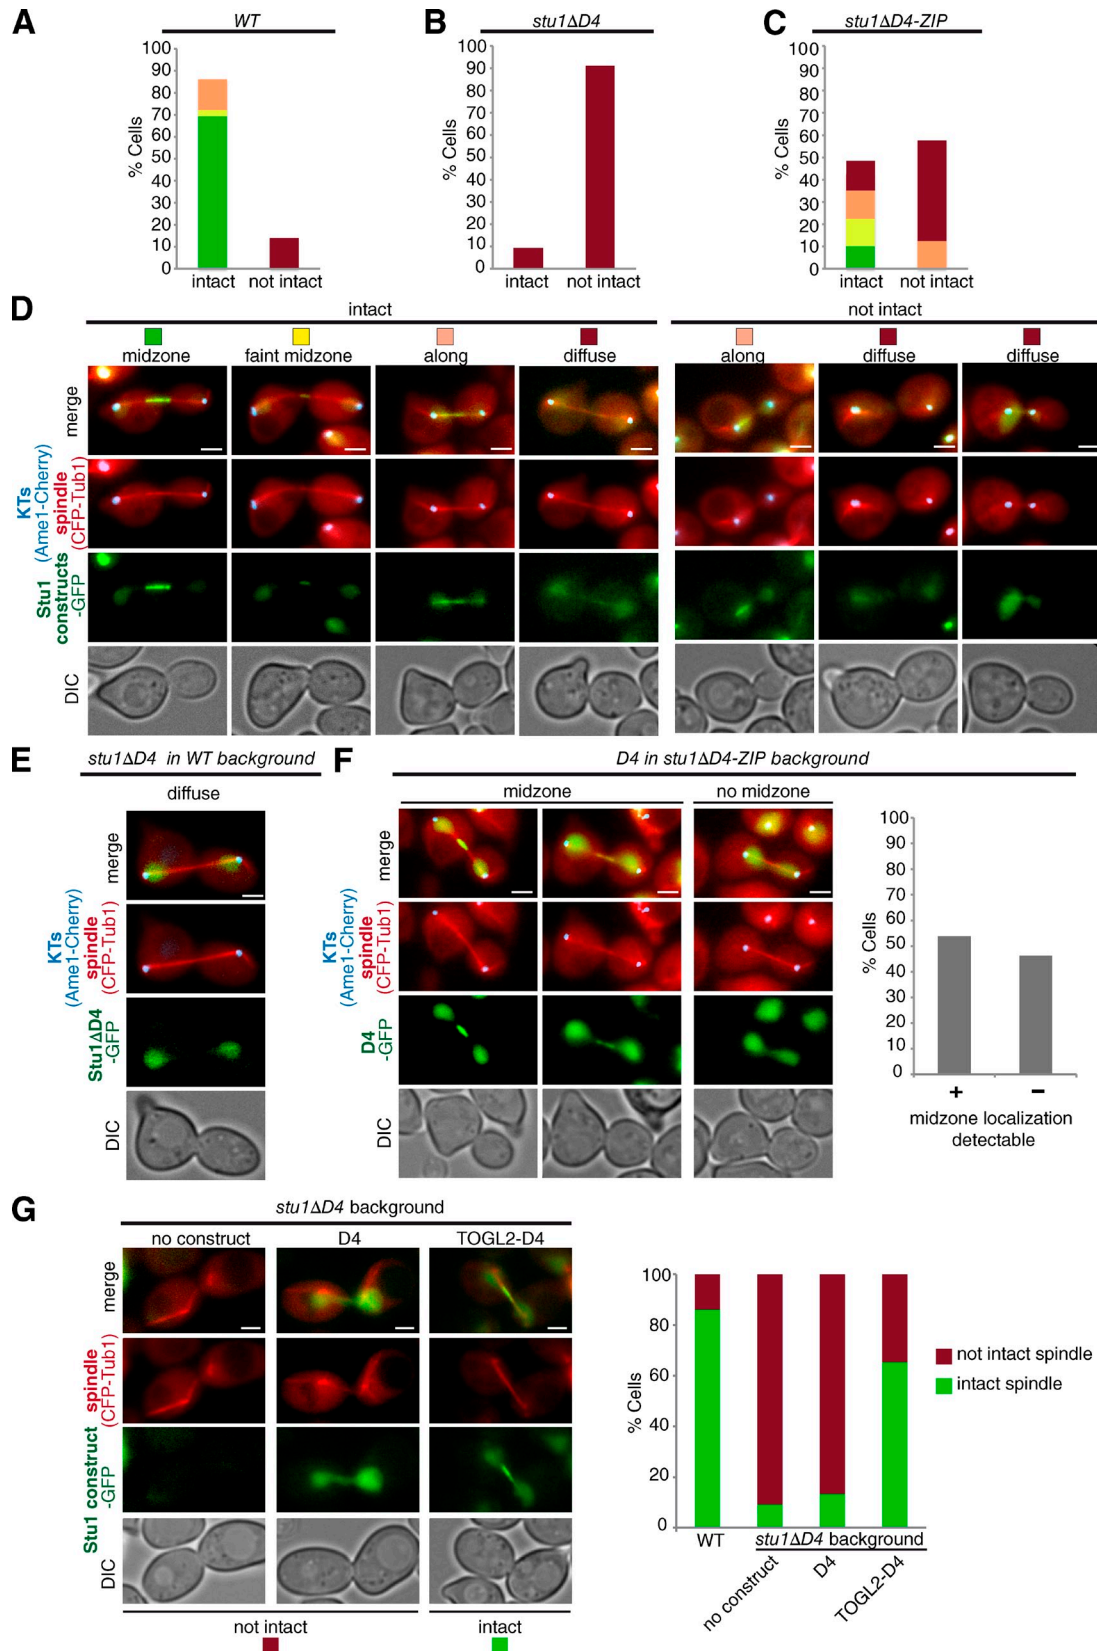 A
WT
B
stu1ΔD4
C
stu1ΔD4-ZIP
% Cells
100
90
80
70
60
50
40
30
20
10
0
intact
not intact
% Cells
100
90
80
70
60
50
40
30
20
10
0
intact
not intact
% Cells
100
90
80
70
60
50
40
30
20
10
0
intact
not intact
D
intact
not intact
midzone
faint midzone
along
diffuse
along
diffuse
diffuse
merge
KTs
(Ame1-Cherry)
spindle
(CFP-Tub1)
Stu1
constructs
-GFP
DIC
E
stu1ΔD4 in WT background
diffuse
merge
KTs
(Ame1-Cherry)
spindle
(CFP-Tub1)
Stu1ΔD4
-GFP
DIC
F
D4 in stu1ΔD4-ZIP background
midzone
no midzone
merge
KTs
(Ame1-Cherry)
spindle
(CFP-Tub1)
D4
-GFP
DIC
% Cells
100
90
80
70
60
50
40
30
20
10
0
+
−
midzone localization
detectable
G
stu1ΔD4 background
no construct
D4
TOGL2-D4
merge
spindle
(CFP-Tub1)
Stu1 construct
-GFP
DIC
not intact
intact
% Cells
100
80
60
40
20
0
not intact spindle
intact spindle
WT
stu1ΔD4 background
no construct
D4
TOGL2-D4